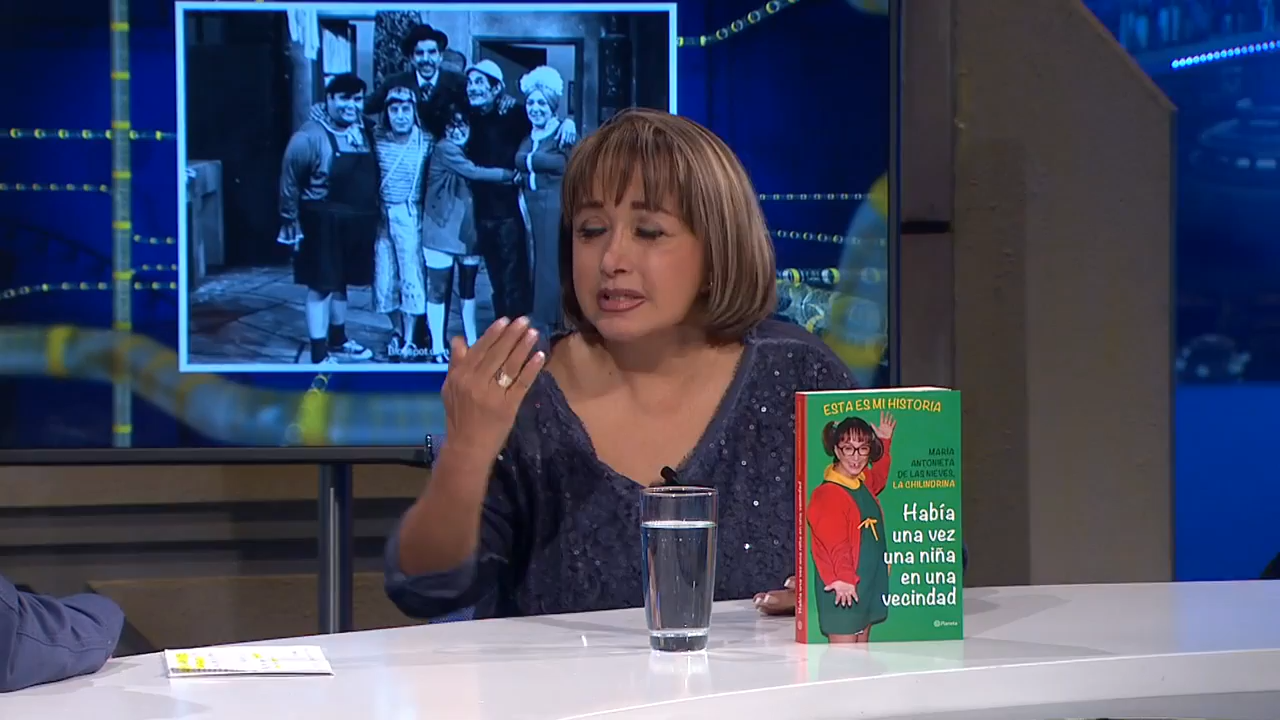 ESTA ES MI HISTORIA
MARÍA
ANTONIETA
DE LAS NIEVES,
LA CHILINDRINA
Había
una vez
una niña
en una
vecindad
Planeta